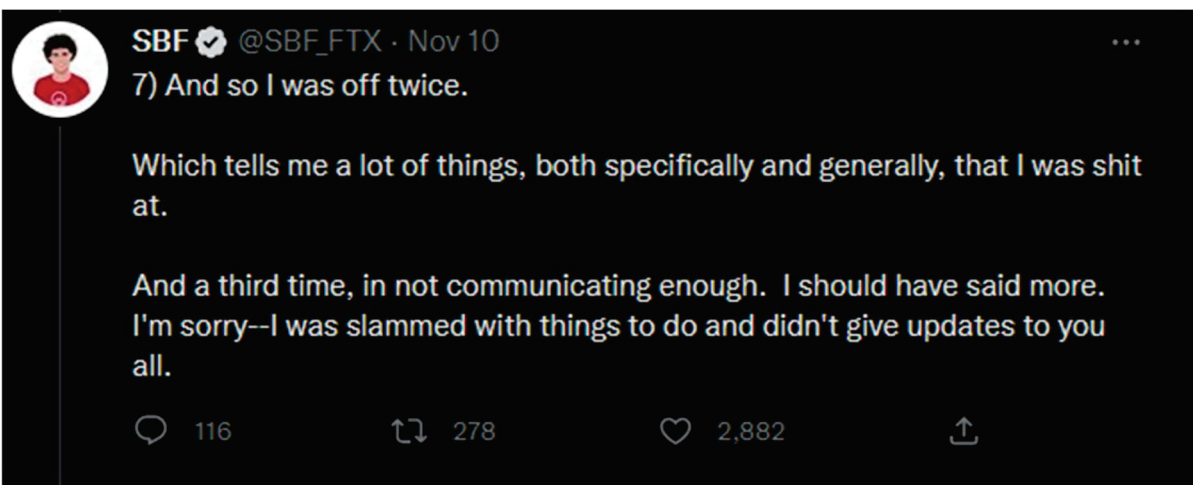 SBF @SBF_FTX · Nov 10
7) And so I was off twice.
Which tells me a lot of things, both specifically and generally, that I was shit
at.
And a third time, in not communicating enough.  I should have said more.
I'm sorry--I was slammed with things to do and didn't give updates to you
all.
116 278 2,882